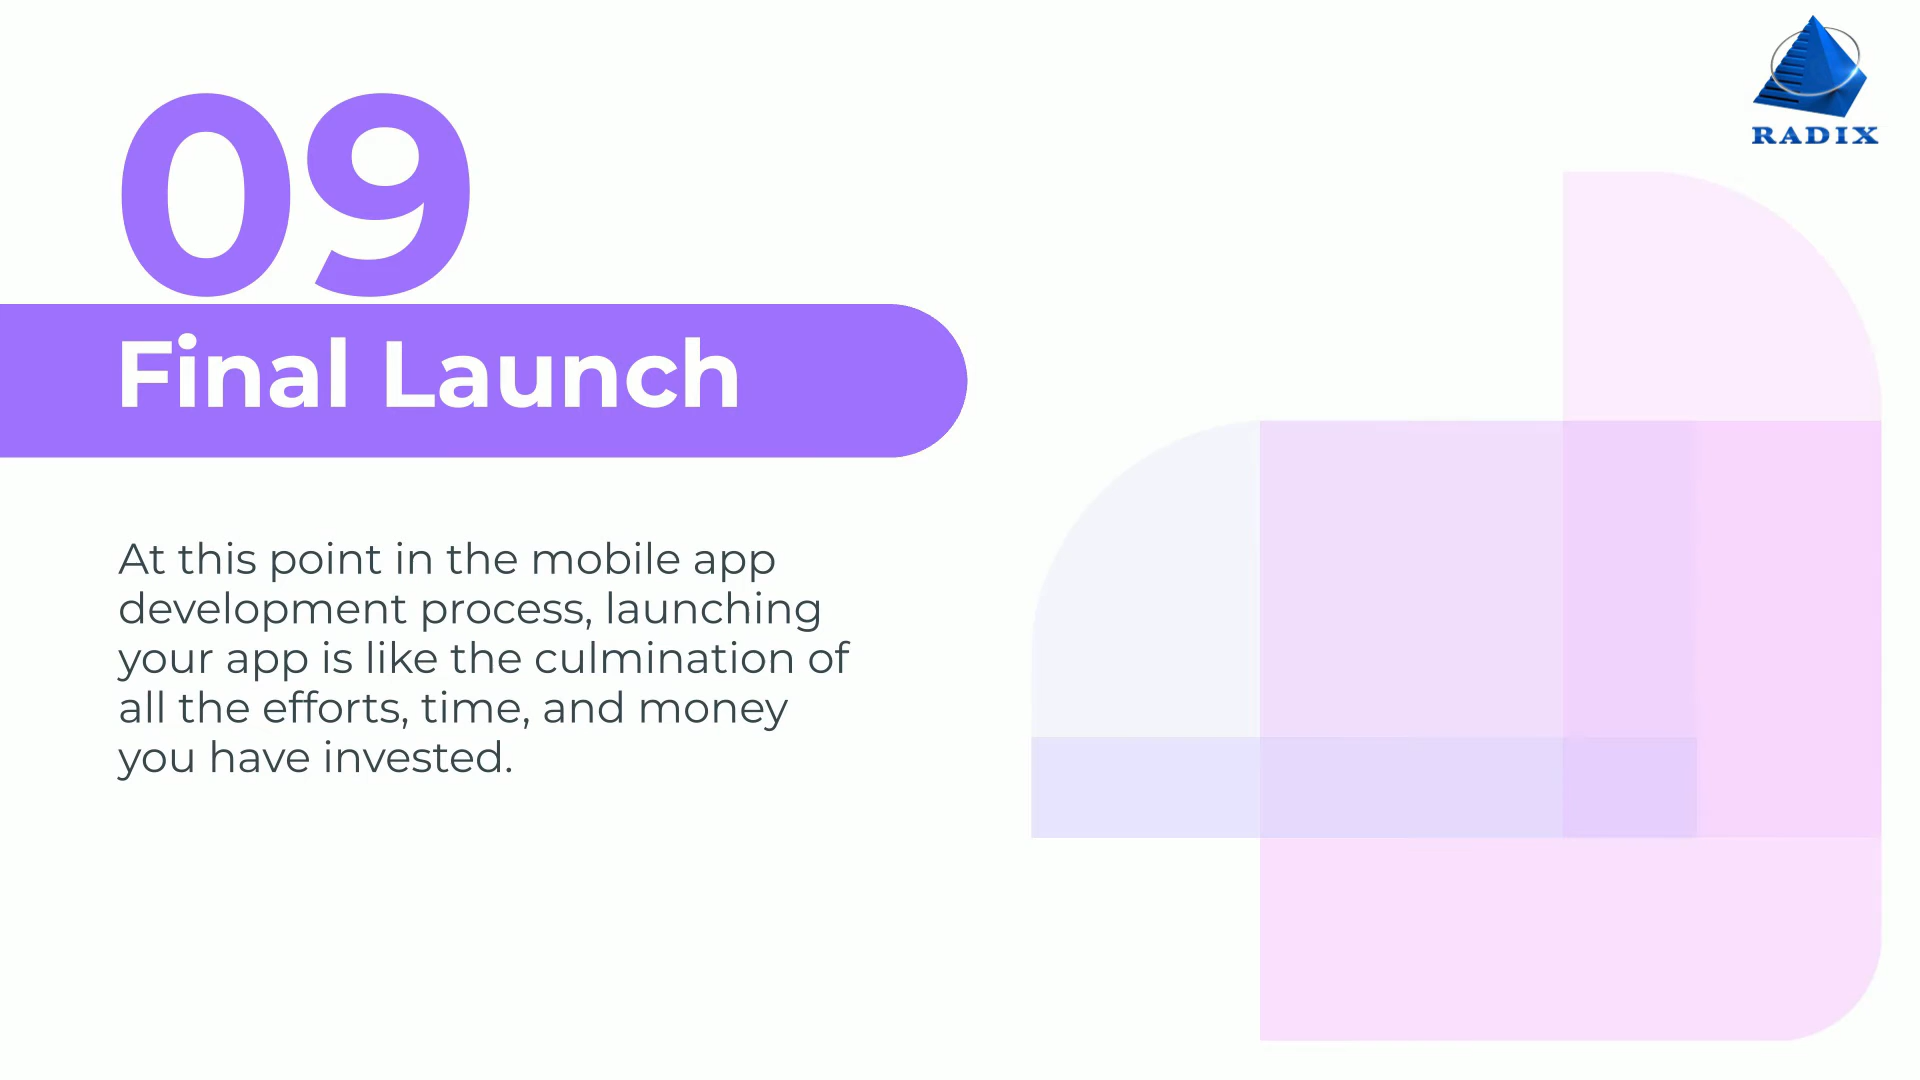 RADIX
09
Final Launch
At this point in the mobile app
development process, launching
your app is like the culmination of
all the efforts, time, and money
you have invested.